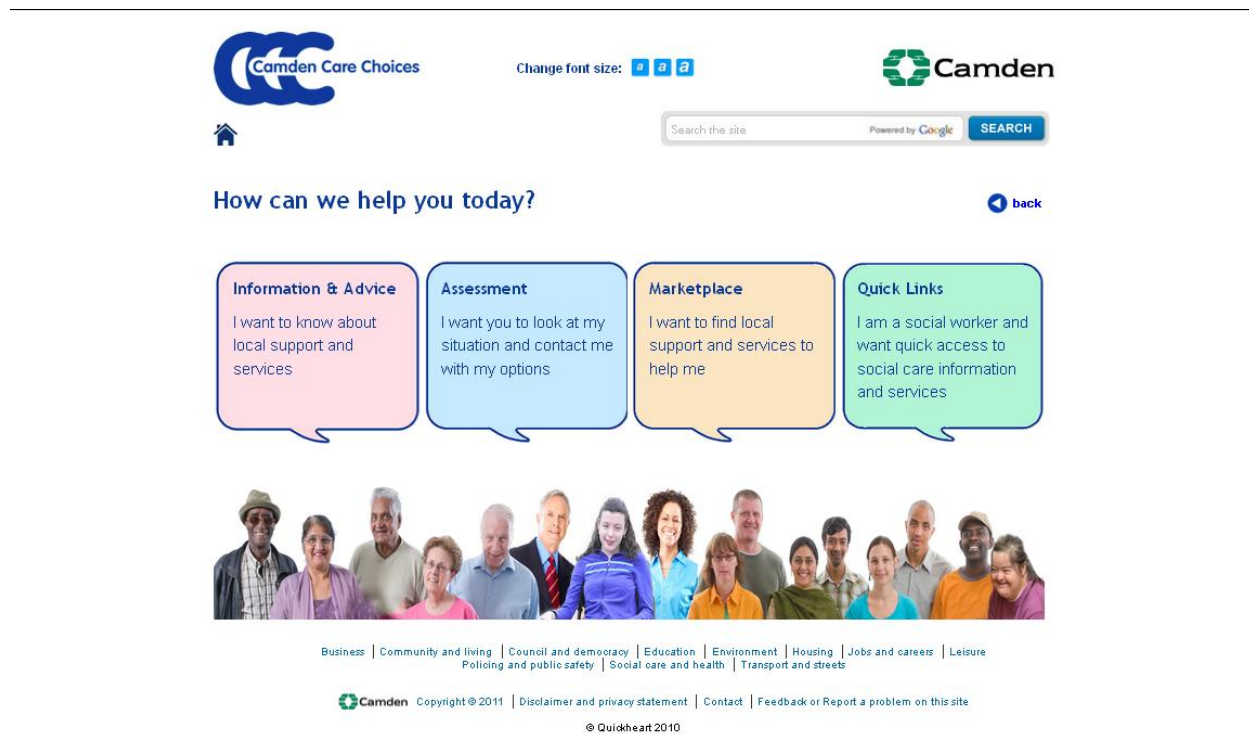 Camden Care Choices
Change font size: a a a
Camden
Search the site Powered by Google SEARCH
How can we help you today?
back
Information & Advice
I want to know about
local support and
services
Assessment
I want you to look at my
situation and contact me
with my options
Marketplace
I want to find local
support and services to
help me
Quick Links
I am a social worker and
want quick access to
social care information
and services
Business | Community and living | Council and democracy | Education | Environment | Housing | Jobs and careers | Leisure
Policing and public safety | Social care and health | Transport and streets
Camden Copyright © 2011 | Disclaimer and privacy statement | Contact | Feedback or Report a problem on this site
© Quickheart 2010